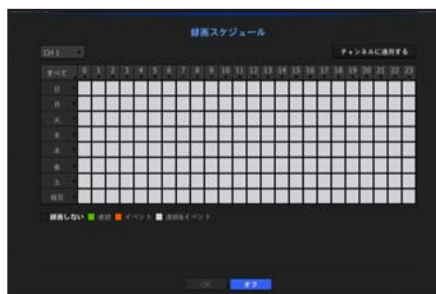 録画スケジュール
CH 1 チャンネルに適用する
すべて 0 1 2 3 4 5 6 7 8 9 10 11 12 13 14 15 16 17 18 19 20 21 22 23
日
月
火
土
祝日
録画しない 連続 イベント 連続&イベント
OK オフ